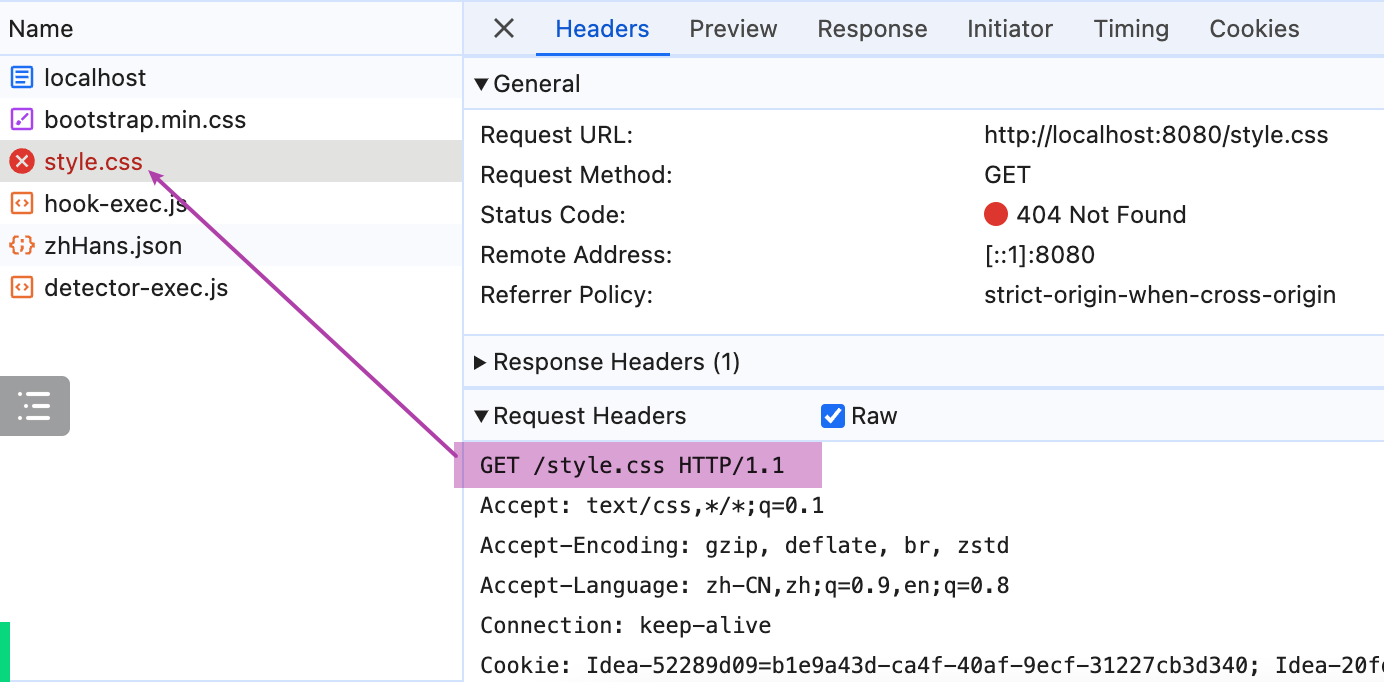 Name
localhost
bootstrap.min.css
style.css
hook-exec.js
zhHans.json
detector-exec.js
Headers Preview Response Initiator Timing Cookies
General
Request URL: http://localhost:8080/style.css
Request Method: GET
Status Code: 404 Not Found
Remote Address: [::1]:8080
Referrer Policy: strict-origin-when-cross-origin
Response Headers (1)
Request Headers Raw
GET /style.css HTTP/1.1
Accept: text/css,*/*;q=0.1
Accept-Encoding: gzip, deflate, br, zstd
Accept-Language: zh-CN,zh;q=0.9,en;q=0.8
Connection: keep-alive
Cookie: Idea-52289d09=b1e9a43d-ca4f-40af-9ecf-31227cb3d340; Idea-20f